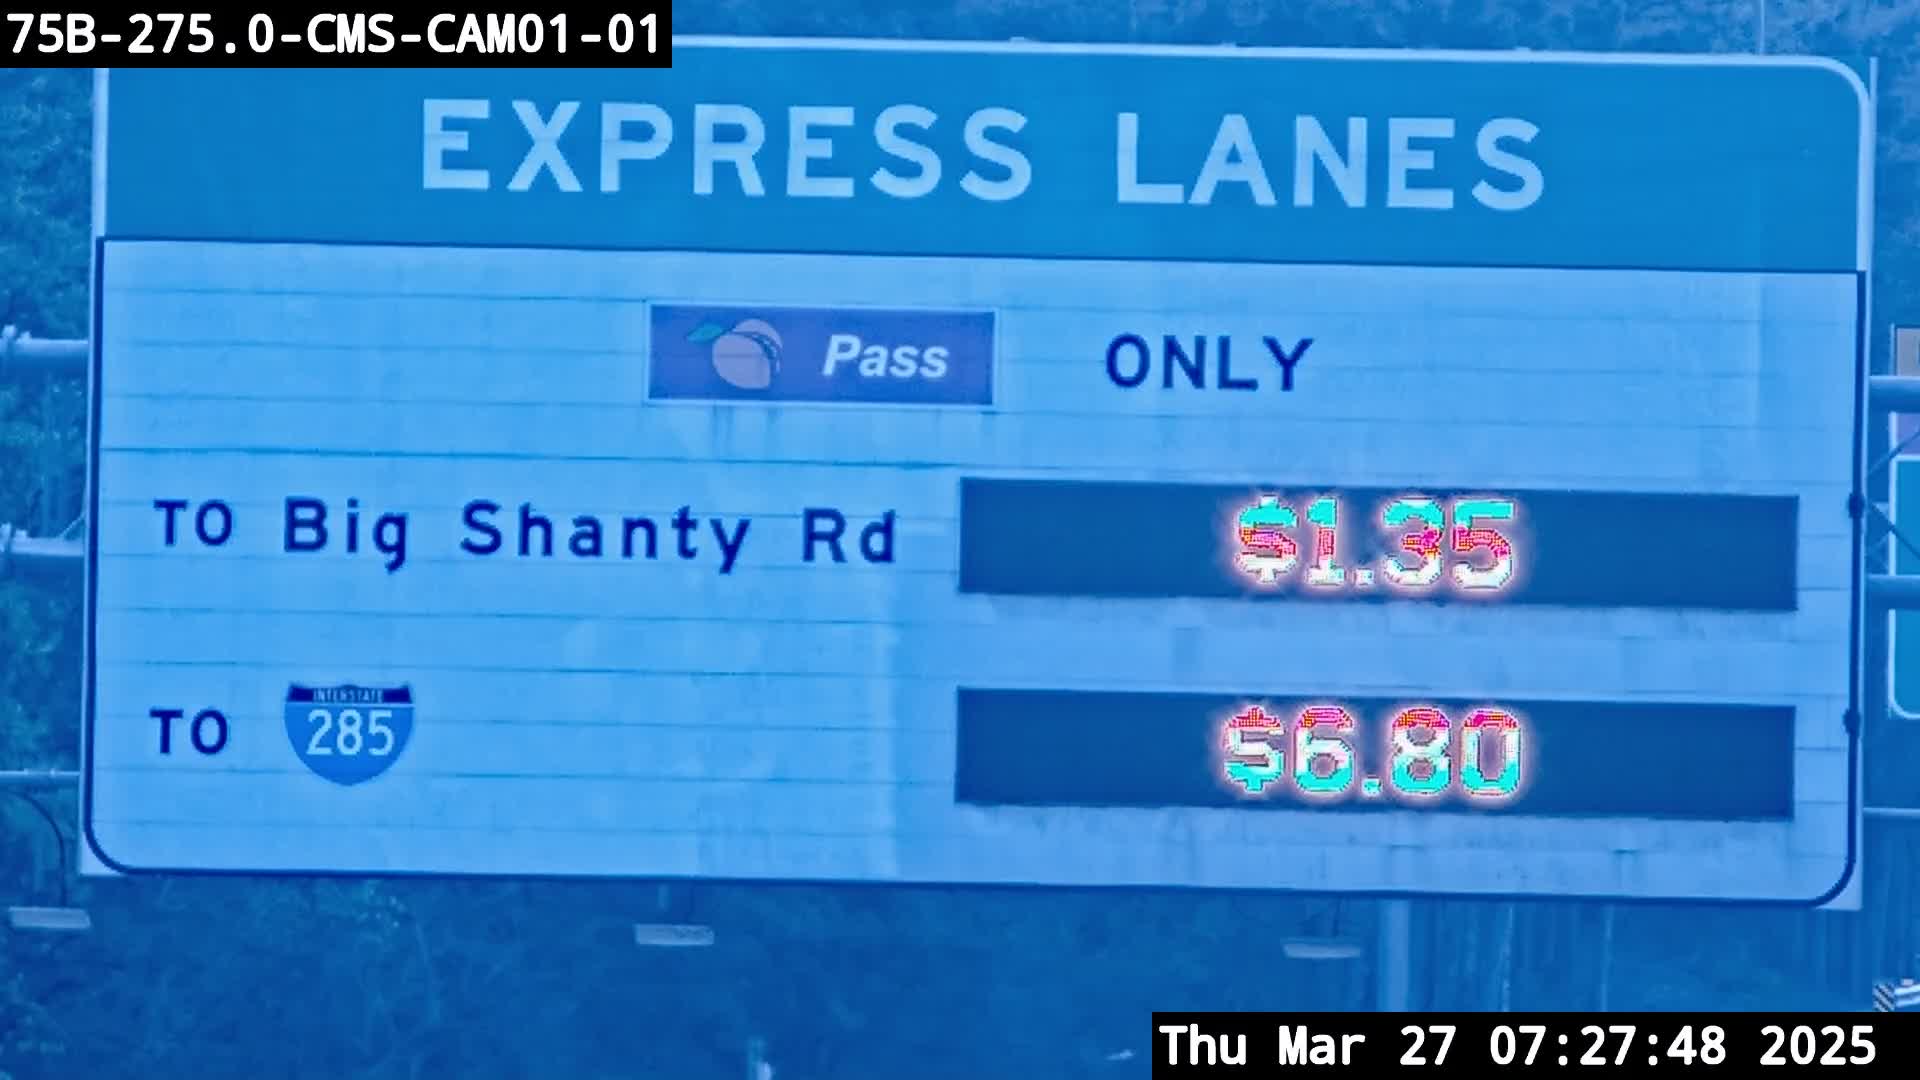 75B-275.0-CMS-CAM01-01
EXPRESS LANES
Pass ONLY
TO Big Shanty Rd $1.35
INTERSTATE
TO 285 $6.80
Thu Mar 27 07:27:48 2025